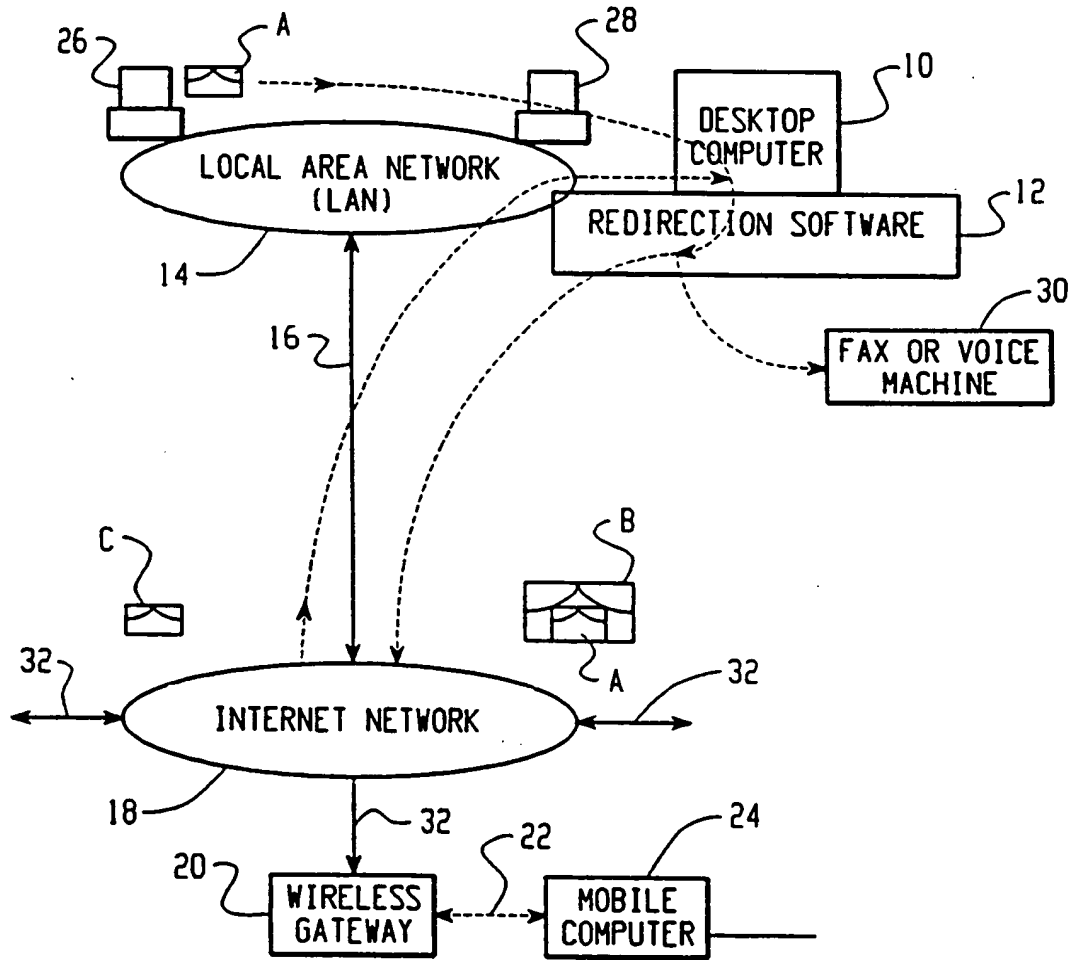 26
A
28
10
DESKTOP
COMPUTER
LOCAL AREA NETWORK
(LAN)
REDIRECTION SOFTWARE
12
14
16
30
FAX OR VOICE
MACHINE
C
B
A
32
32
INTERNET NETWORK
18
32
24
20
22
WIRELESS
GATEWAY
MOBILE
COMPUTER